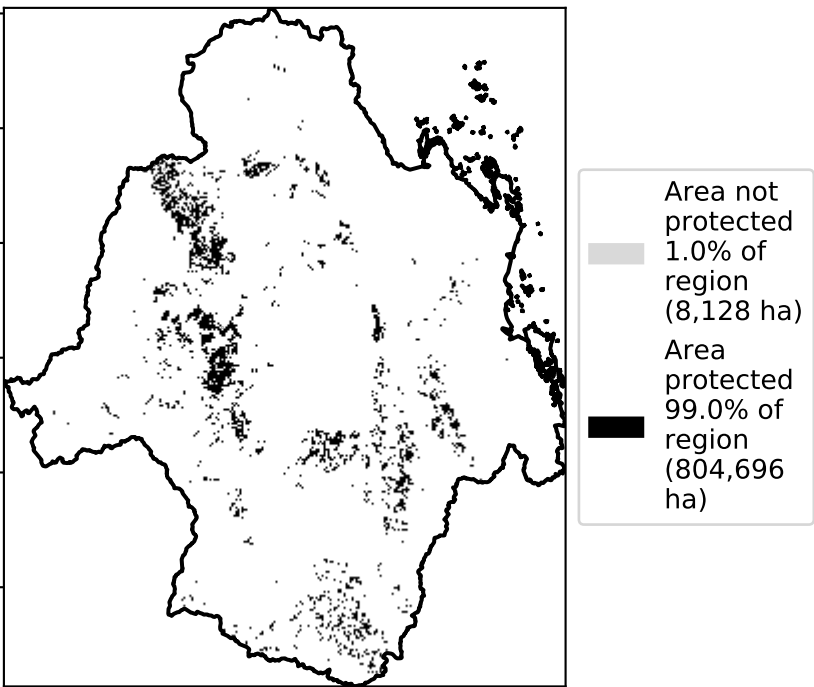 Area not
protected
1.0% of
region
(8,128 ha)
Area
protected
99.0% of
region
(804,696
ha)